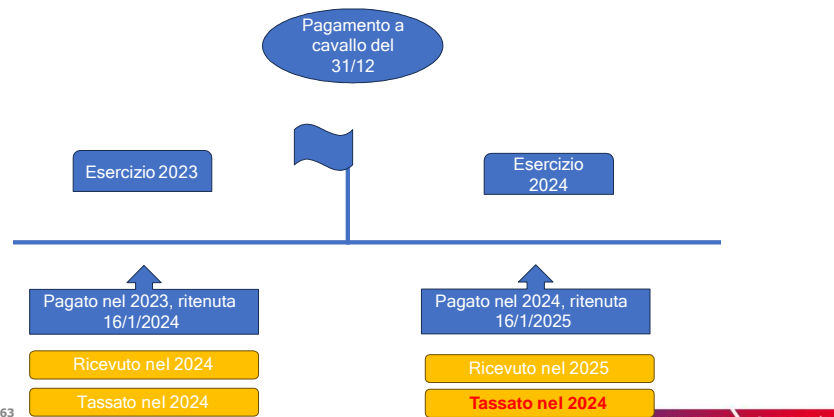 Pagamento a
cavallo del
31/12
Esercizio 2023
Esercizio
2024
Pagato nel 2023, ritenuta
16/1/2024
Pagato nel 2024, ritenuta
16/1/2025
Ricevuto nel 2024
Ricevuto nel 2025
Tassato nel 2024
Tassato nel 2024
63